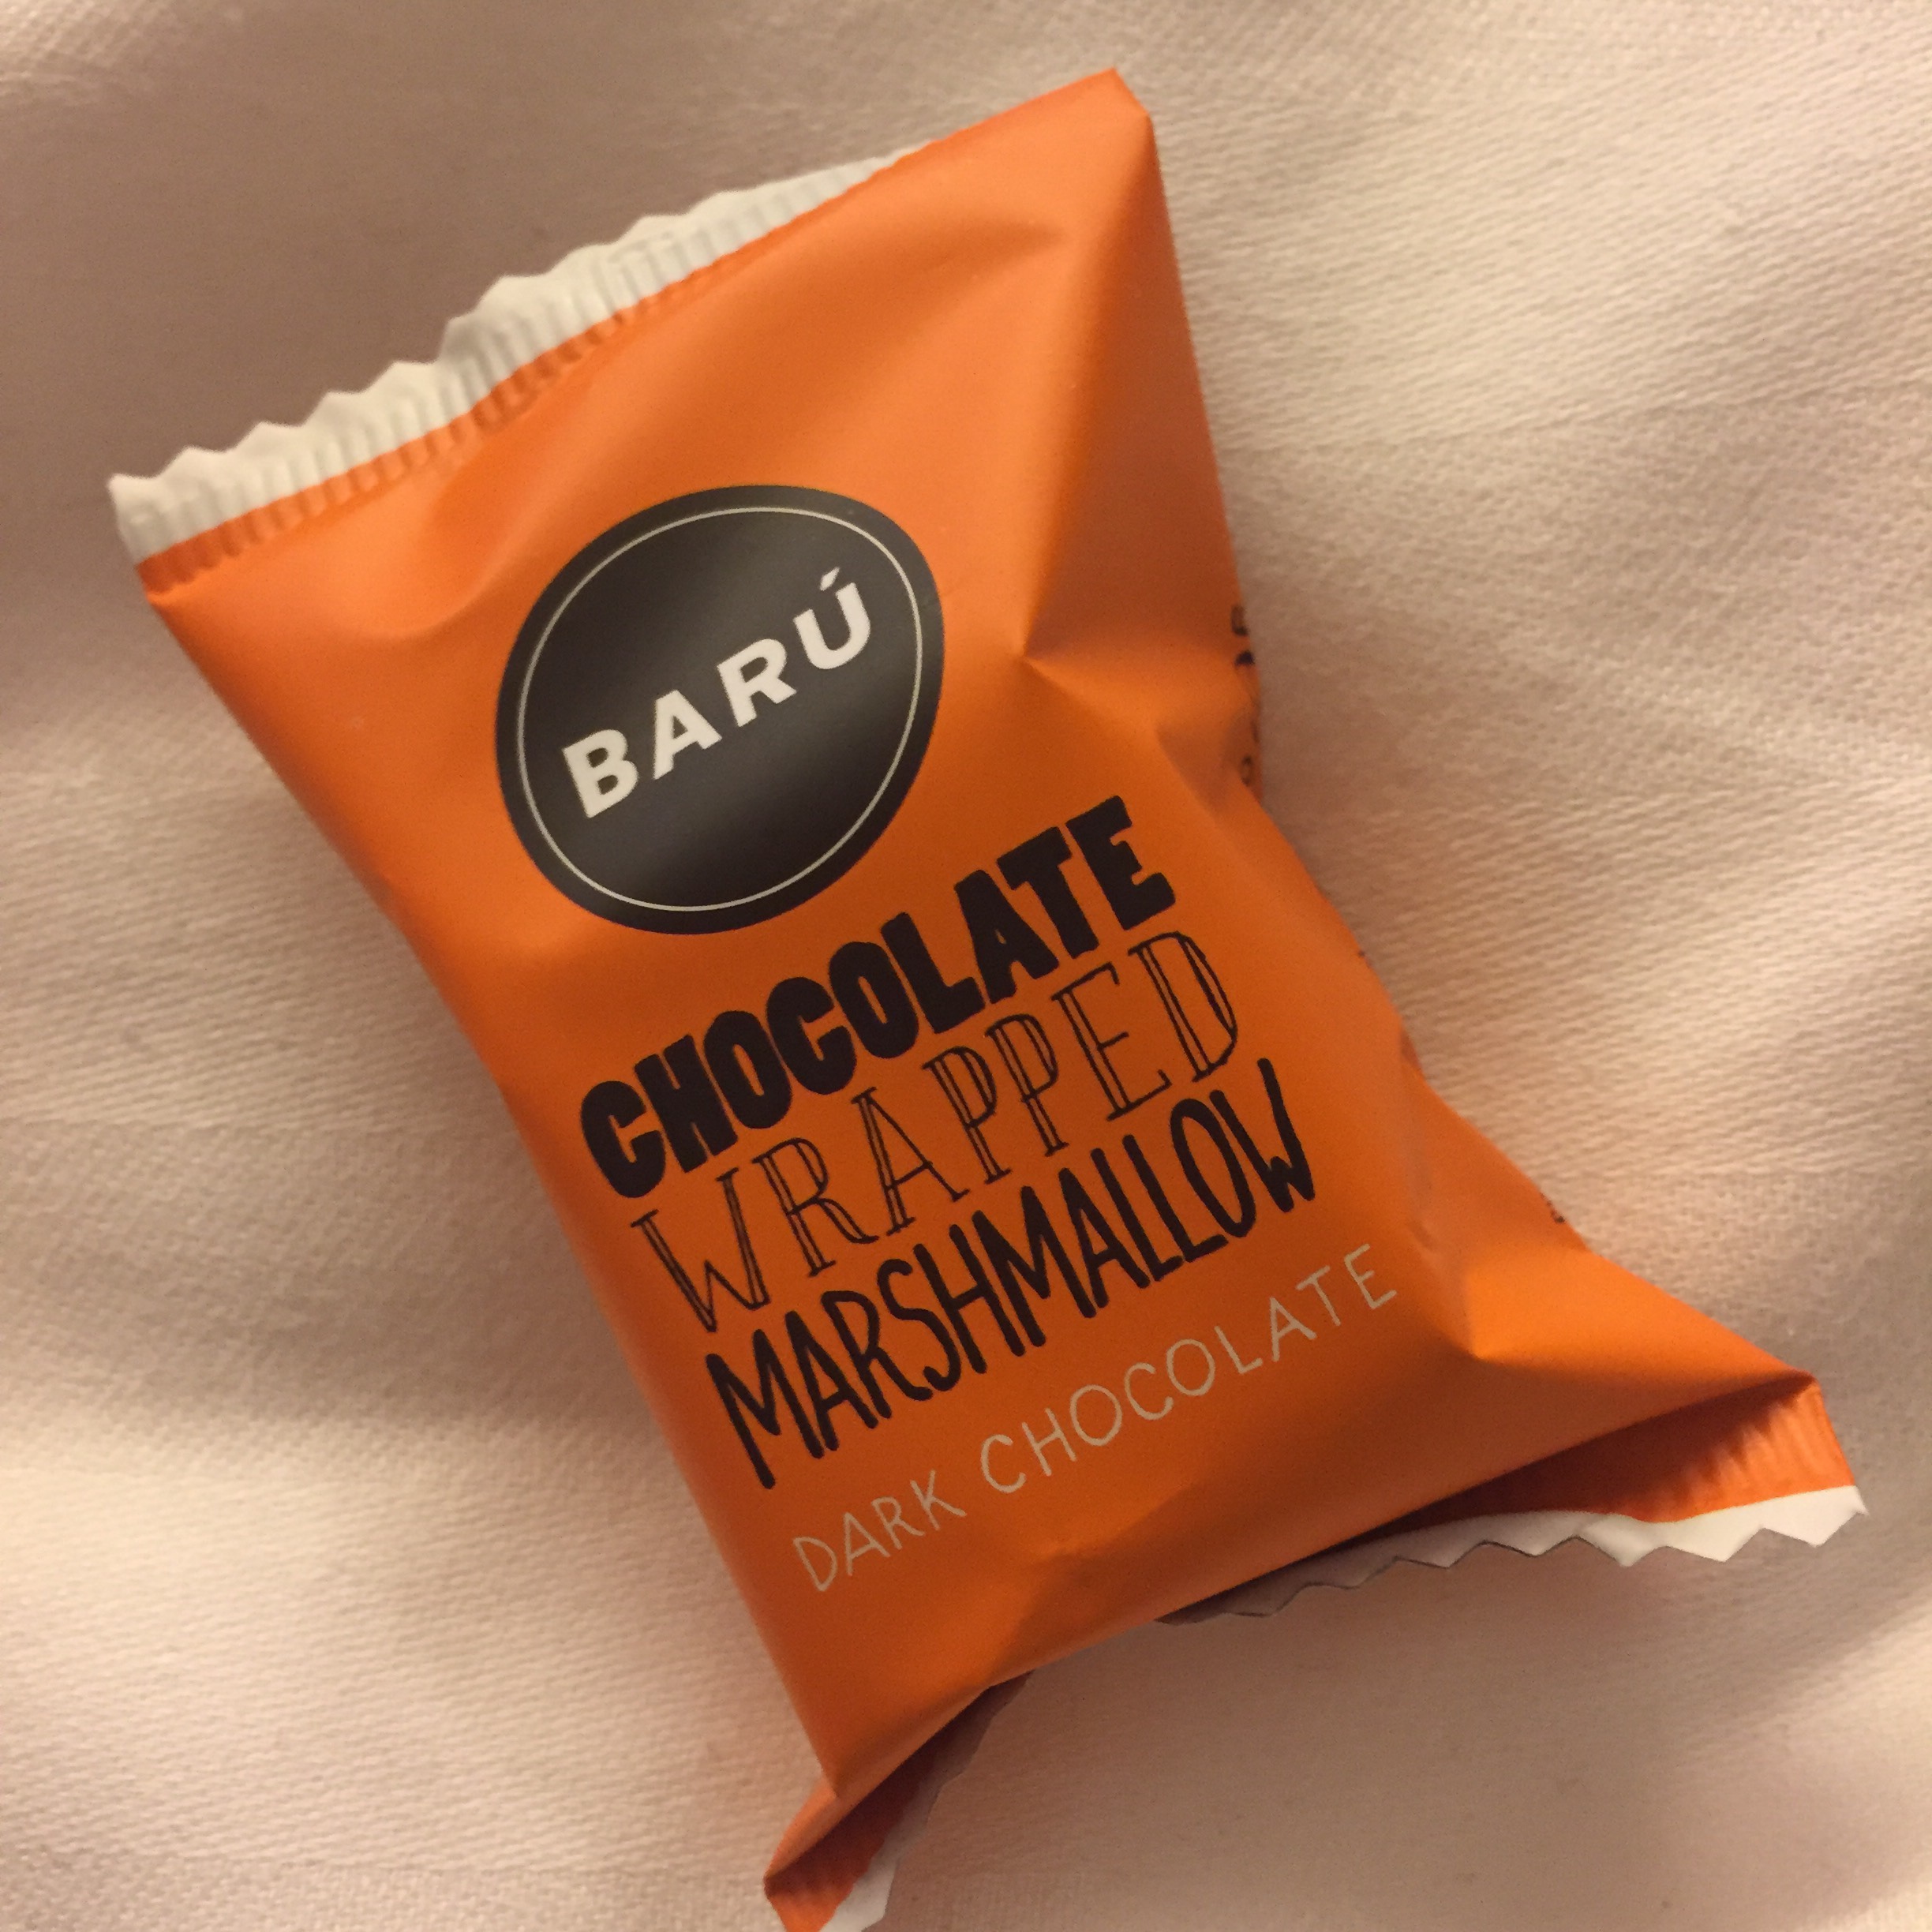 BARÚ
CHOCOLATE
WRAPPED
MARSHMALLOW
DARK CHOCOLATE